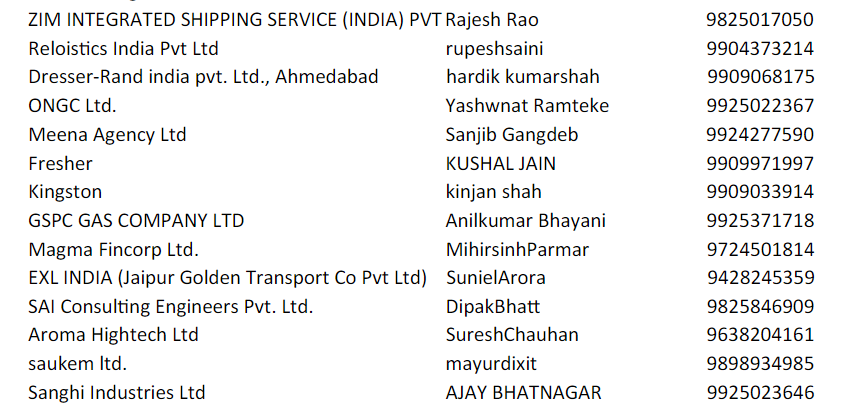 ZIM INTEGRATED SHIPPING SERVICE (INDIA) PVT Rajesh Rao 9825017050
Reloistics India Pvt Ltd rupeshsaini 9904373214
Dresser-Rand india pvt. Ltd., Ahmedabad hardik kumarshah 9909068175
ONGC Ltd. Yashwnat Ramteke 9925022367
Meena Agency Ltd Sanjib Gangdeb 9924277590
Fresher KUSHAL JAIN 9909971997
Kingston kinjan shah 9909033914
GSPC GAS COMPANY LTD Anilkumar Bhayani 9925371718
Magma Fincorp Ltd. MihirsinhParmar 9724501814
EXL INDIA (Jaipur Golden Transport Co Pvt Ltd) SunielArora 9428245359
SAI Consulting Engineers Pvt. Ltd. DipakBhatt 9825846909
Aroma Hightech Ltd SureshChauhan 9638204161
saukem ltd. mayurdixit 9898934985
Sanghi Industries Ltd AJAY BHATNAGAR 9925023646